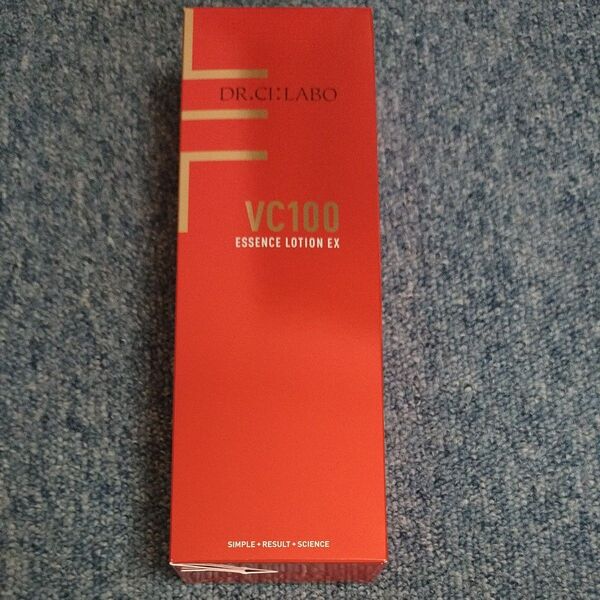 DR.CI:LABO
VC100
ESSENCE LOTION EX
SIMPLE+RESULT+SCIENCE